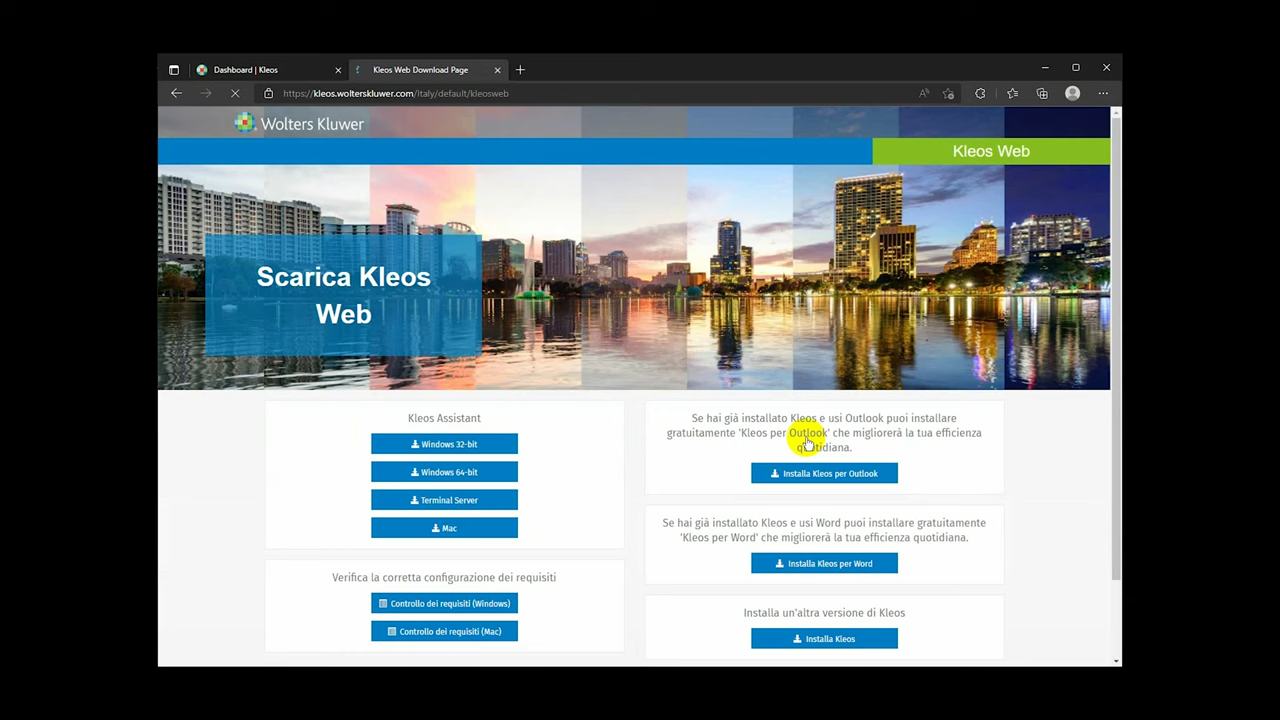 Dashboard | Kleos
Kleos Web Download Page
https://kleos.wolterskluwer.com/Italy/default/kleosweb
Wolters Kluwer
Kleos Web
Scarica Kleos
Web
Kleos Assistant
Windows 32-bit
Windows 64-bit
Terminal Server
Mac
Verifica la corretta configurazione dei requisiti
Controllo dei requisiti (Windows)
Controllo dei requisiti (Mac)
Se hai già installato Kleos e usi Outlook puoi installare
gratuitamente 'Kleos per Outlook' che migliorerà la tua efficienza
quotidiana.
Installa Kleos per Outlook
Se hai già installato Kleos e usi Word puoi installare gratuitamente
'Kleos per Word' che migliorerà la tua efficienza quotidiana.
Installa Kleos per Word
Installa un'altra versione di Kleos
Installa Kleos